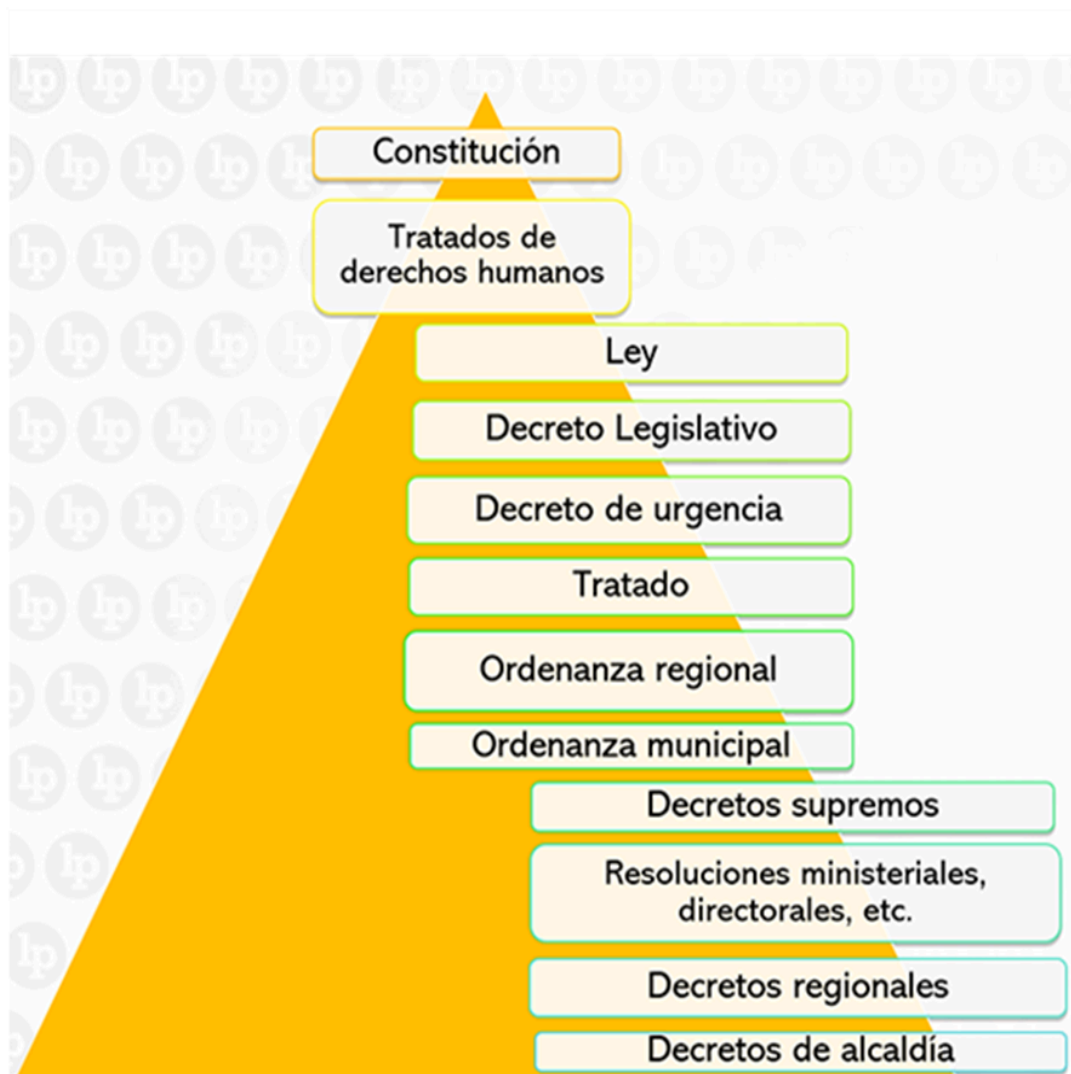 Constitución
Tratados de
derechos humanos
Ley
Decreto Legislativo
Decreto de urgencia
Tratado
Ordenanza regional
Ordenanza municipal
Decretos supremos
Resoluciones ministeriales,
directorales, etc.
Decretos regionales
Decretos de alcaldía